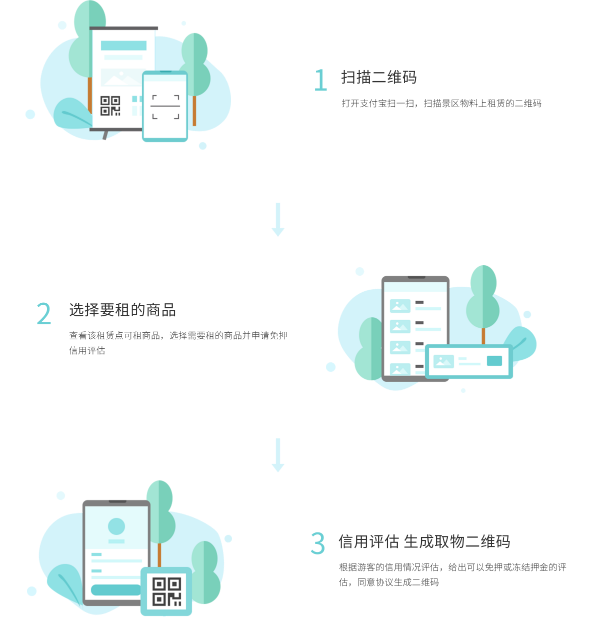 1 扫描二维码
打开支付宝扫一扫，扫描景区物料上租赁的二维码
2 选择要租的商品
查看该租赁点可租商品，选择需要租的商品并申请免押
信用评估
3 信用评估 生成取物二维码
根据游客的信用情况评估，给出可以免押或冻结押金的评
估，同意协议生成二维码